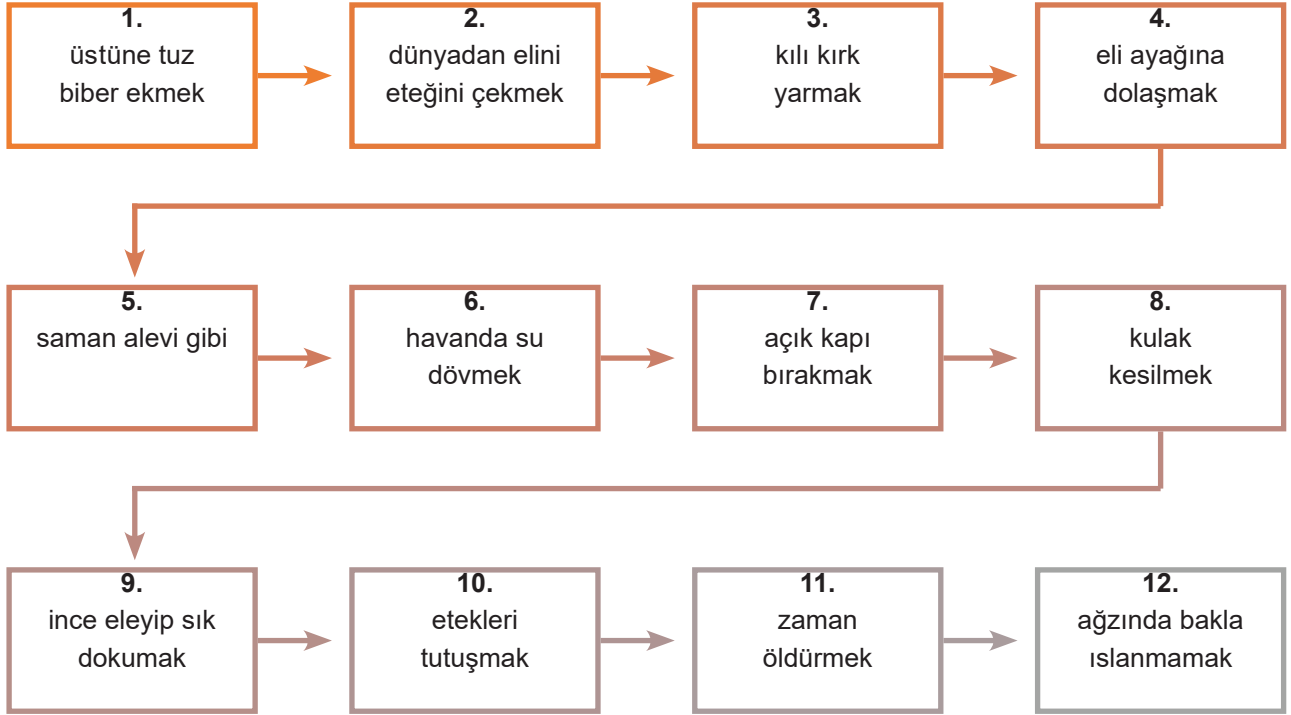 1.
üstüne tuz
biber ekmek
2.
dünyadan elini
eteğini çekmek
3.
kılı kırk
yarmak
4.
eli ayağına
dolaşmak
5.
saman alevi gibi
6.
havanda su
dövmek
7.
açık kapı
bırakmak
8.
kulak
kesilmek
9.
ince eleyip sık
dokumak
10.
etekleri
tutuşmak
11.
zaman
öldürmek
12.
ağzında bakla
ıslanmamak